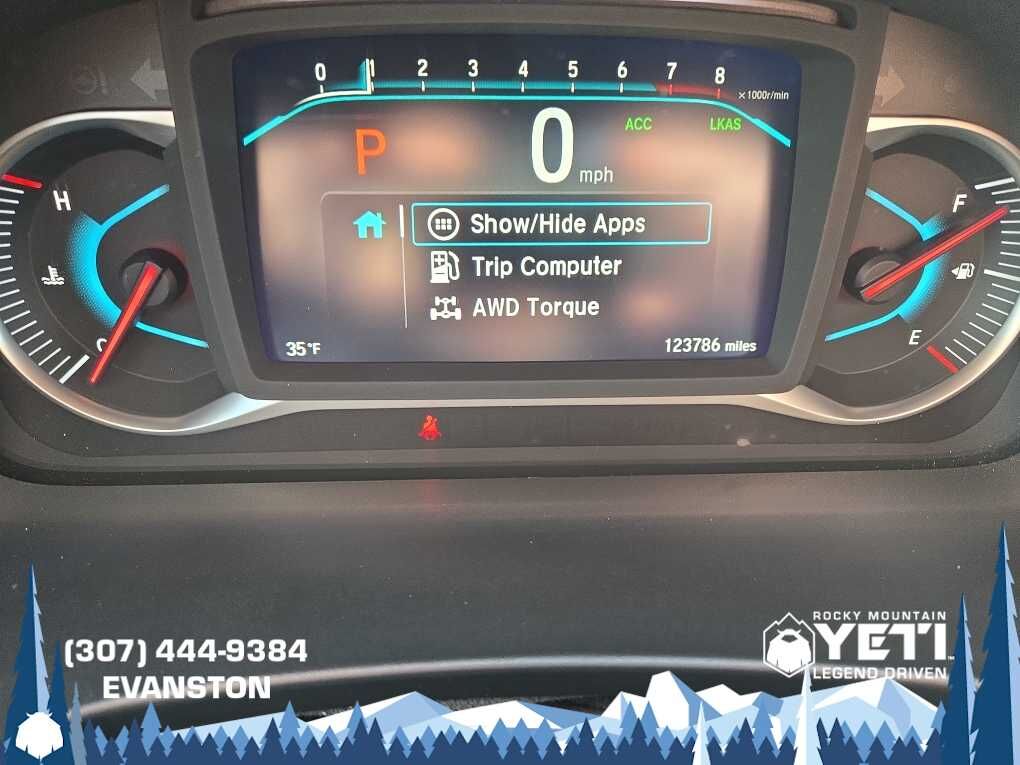 0 1 2 3 4 5 6 7 8
×1000r/min
P
0 mph
ACC
LKAS
H
C
Show/Hide Apps
Trip Computer
AWD Torque
35°F
123786 miles
F
E
(307) 444-9384
EVANSTON
ROCKY MOUNTAIN
YETI
LEGEND DRIVEN